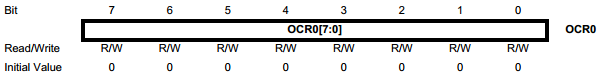 Bit 7 6 5 4 3 2 1 0
OCR0[7:0] OCR0
Read/Write R/W R/W R/W R/W R/W R/W R/W R/W
Initial Value 0 0 0 0 0 0 0 0